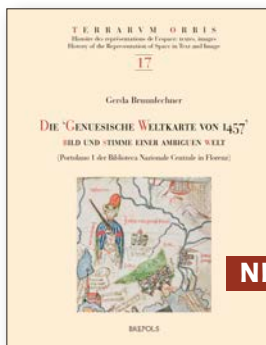 TERRARVM ORBIS
Histoire des représentations de l'espace: textes, images
History of the Representation of Space in Text and Image
17
Gerda Brunnlechner
DIE 'GENUESISCHE WELTKARTE VON 1457'
BILD UND STIMME EINER AMBIGUEN WELT
(Portolano 1 der Biblioteca Nazionale Centrale in Florenz)
BREPOLS